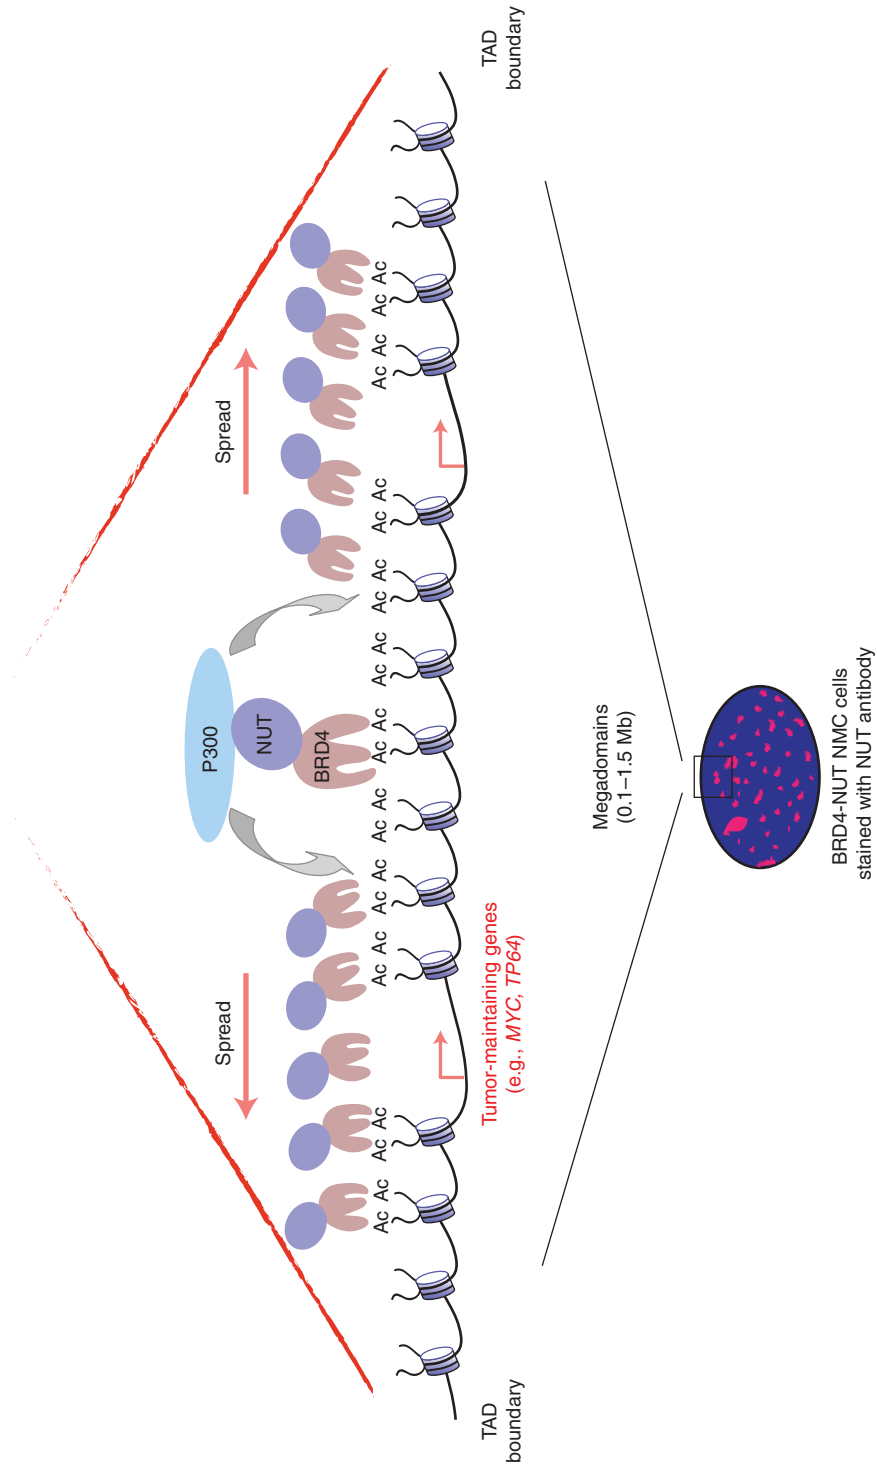 P300
Spread
Spread
NUT
BRD4
Ac Ac
Ac Ac
Ac Ac
Ac Ac
Ac Ac
Ac Ac
Ac Ac
Ac Ac
Ac Ac
Ac Ac
Ac Ac
TAD
boundary
Tumor-maintaining genes
(e.g., MYC, TP64)
TAD
boundary
Megadomains
(0.1–1.5 Mb)
BRD4-NUT NMC cells
stained with NUT antibody